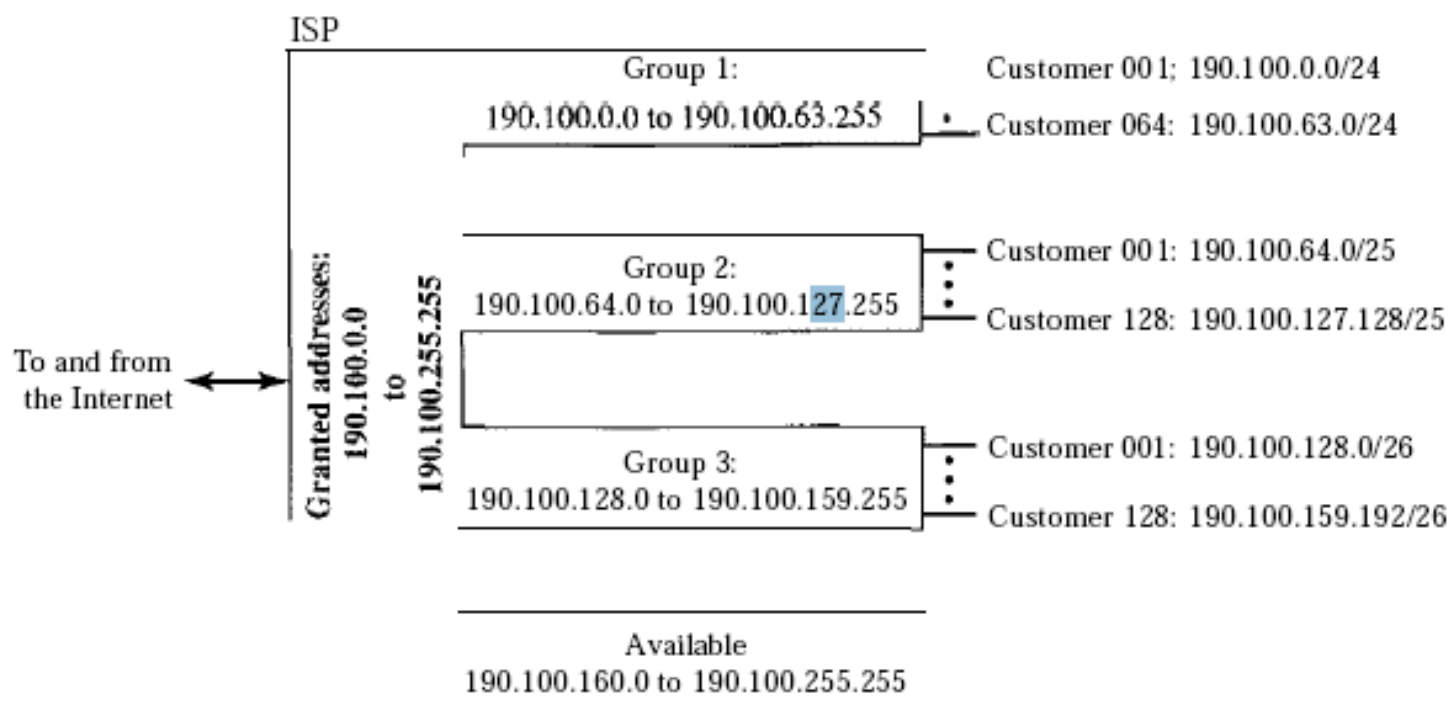 ISP
Group 1:
190.100.0.0 to 190.100.63.255
Customer 001; 190.100.0.0/24
Customer 064: 190.100.63.0/24
To and from
the Internet
Granted addresses:
190.100.0.0
to
190.100.255.255
Group 2:
190.100.64.0 to 190.100.127.255
Customer 001: 190.100.64.0/25
Customer 128: 190.100.127.128/25
Group 3:
190.100.128.0 to 190.100.159.255
Customer 001: 190.100.128.0/26
Customer 128: 190.100.159.192/26
Available
190.100.160.0 to 190.100.255.255